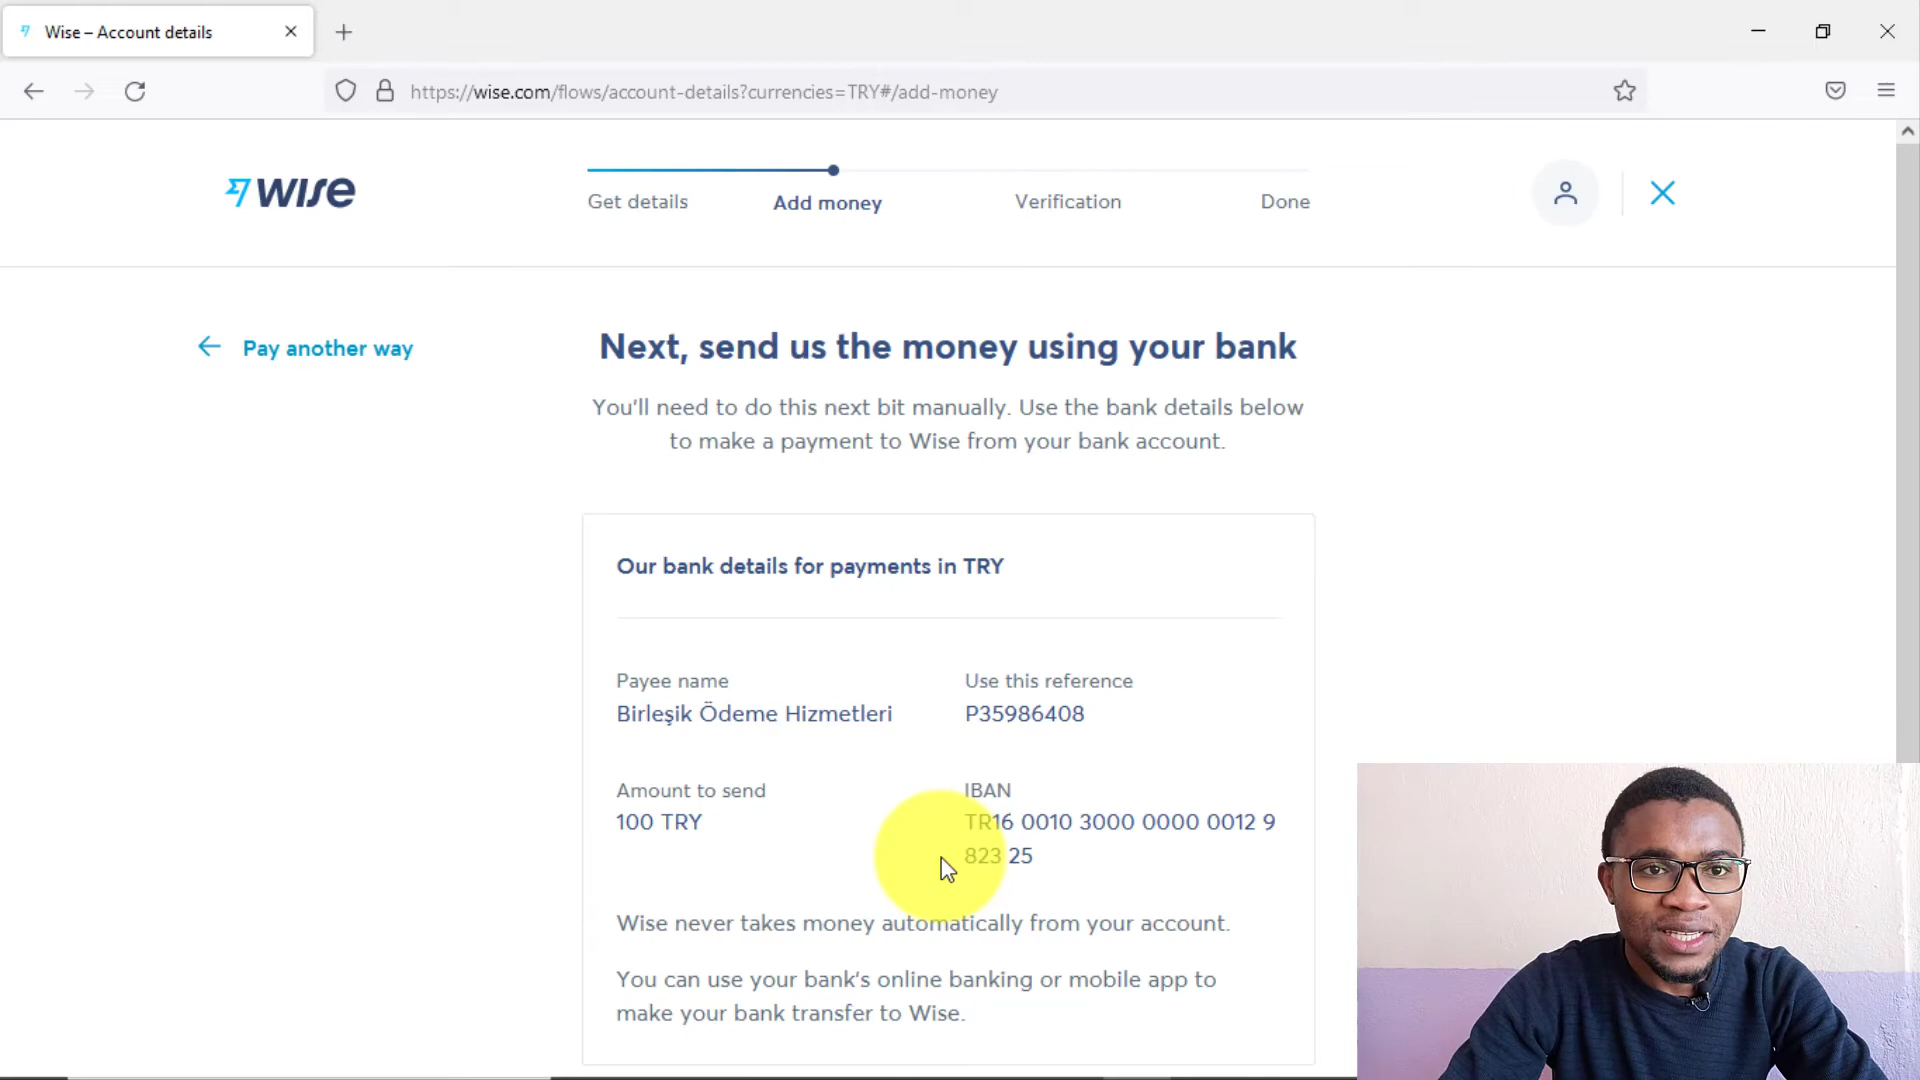 Wise – Account details
https://wise.com/flows/account-details?currencies=TRY#/add-money
wise
Get details
Add money
Verification
Done
Pay another way
Next, send us the money using your bank
You'll need to do this next bit manually. Use the bank details below
to make a payment to Wise from your bank account.
Our bank details for payments in TRY
Payee name
Birleşik Ödeme Hizmetleri
Use this reference
P35986408
Amount to send
100 TRY
IBAN
TR16 0010 3000 0000 0012 9
823 25
Wise never takes money automatically from your account.
You can use your bank's online banking or mobile app to
make your bank transfer to Wise.